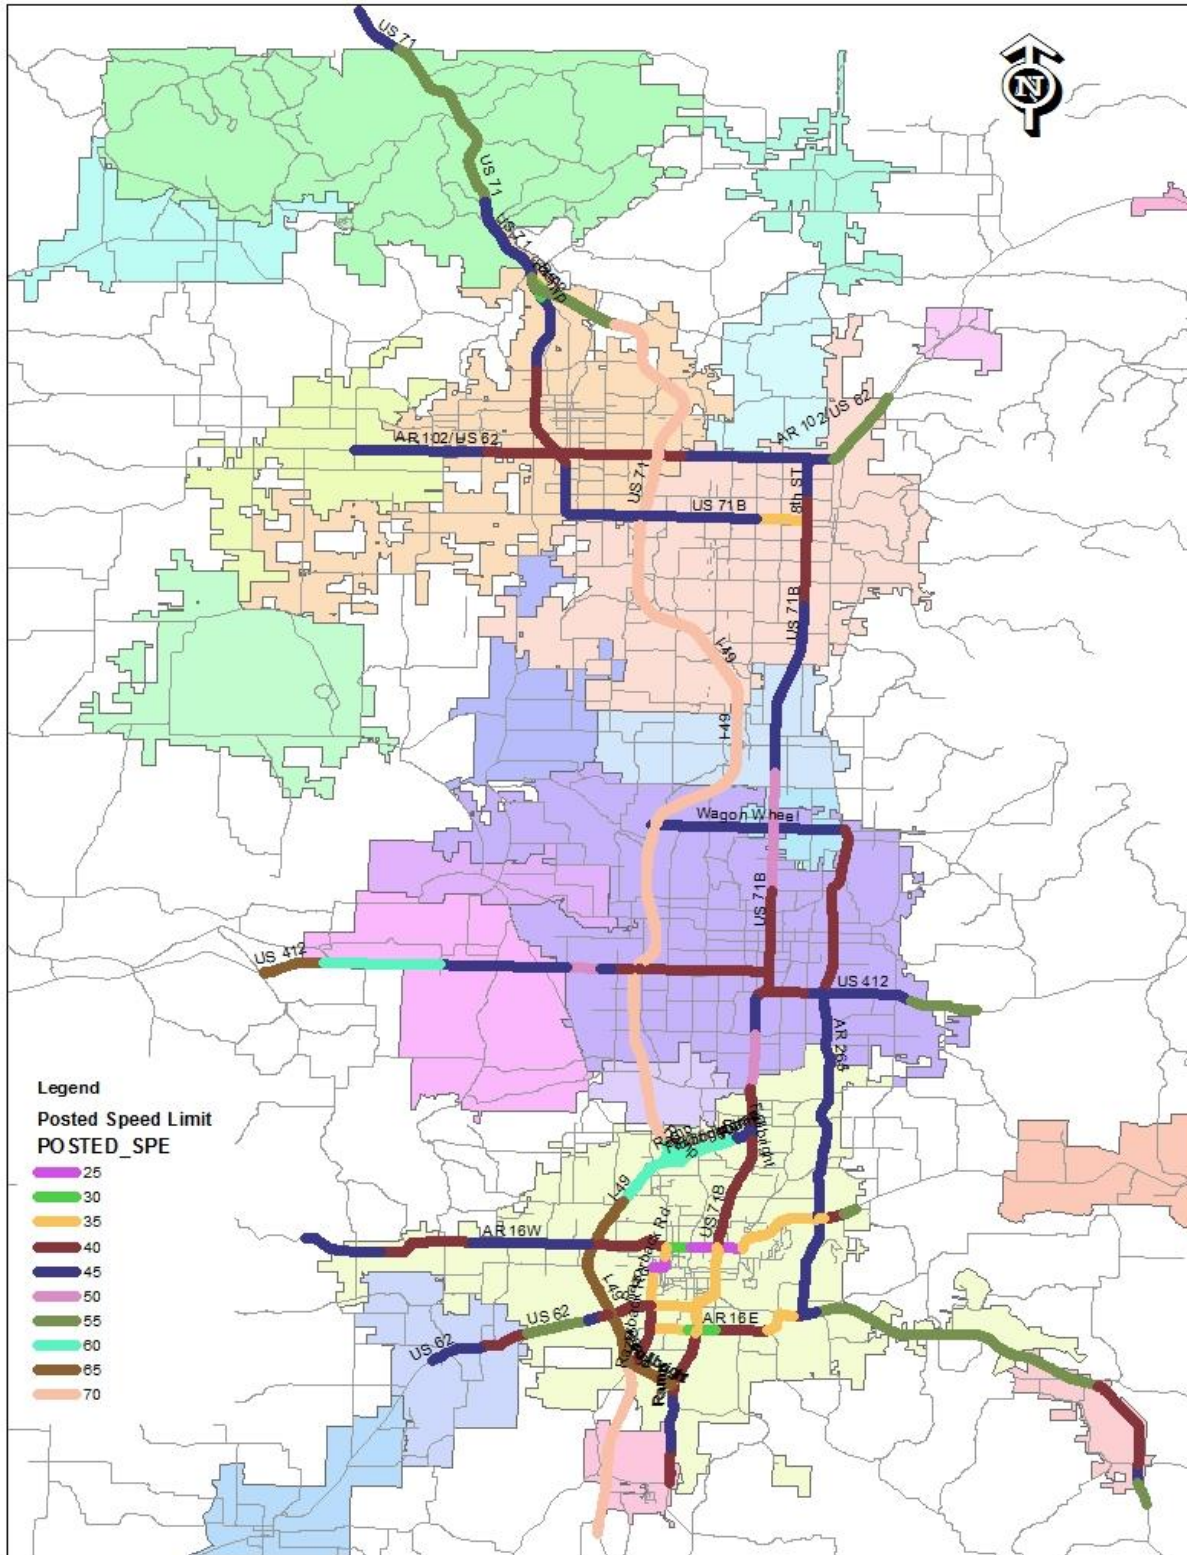 US 71
N
US 71
US 71
AR 102/US 62
AR 102/US 62
US 71
8th ST
US 71B
US 71B
I-49
I-49
Wagon Wheel
US 71B
US 412
US 412
AR 265
Legend
Posted Speed Limit
POSTED_SPE
25
30
35
40
45
50
55
60
65
70
I-49
US 71B
AR 16W
I-49
US 62
AR 16E
US 62